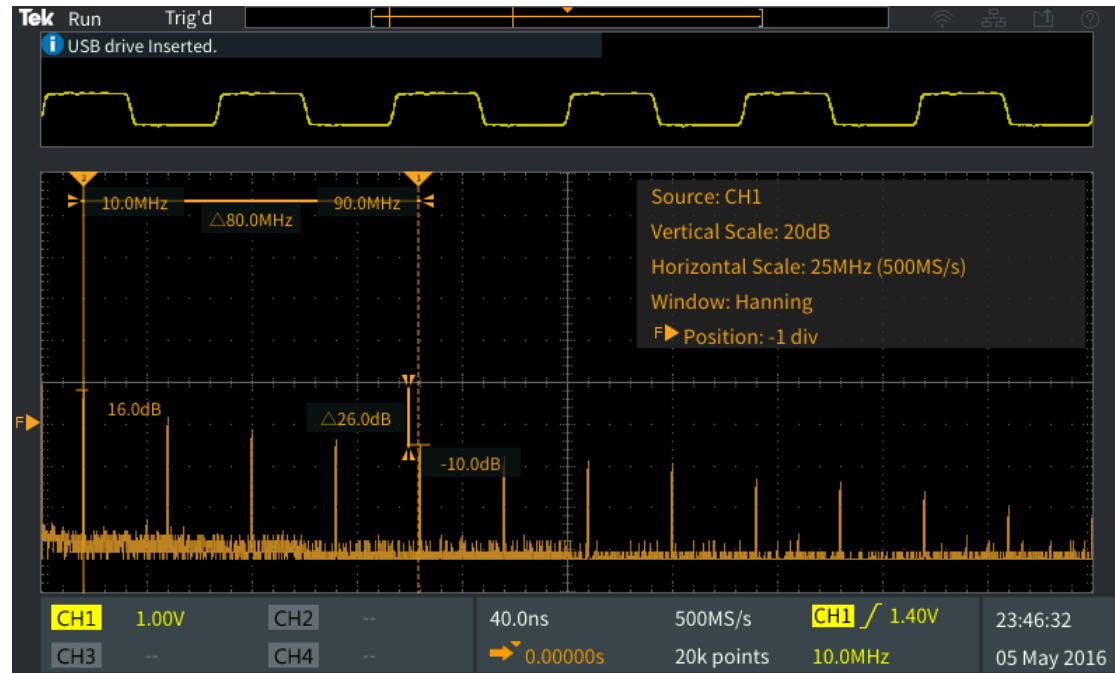 Tek Run Trig'd
i USB drive Inserted.
2 1
10.0MHz 90.0MHz
△80.0MHz
Source: CH1
Vertical Scale: 20dB
Horizontal Scale: 25MHz (500MS/s)
Window: Hanning
F Position: -1 div
16.0dB
△26.0dB
F
-10.0dB
CH1 1.00V CH2 -- 40.0ns 500MS/s CH1 1.40V 23:46:32
CH3 -- CH4 -- 0.00000s 20k points 10.0MHz 05 May 2016